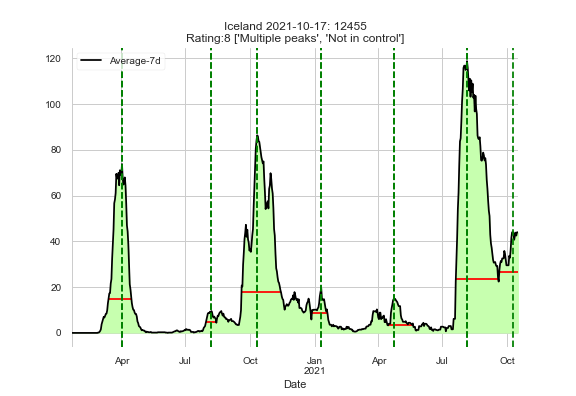 Iceland 2021-10-17: 12455
Rating:8 ['Multiple peaks', 'Not in control']
Average-7d
120
100
80
60
40
20
0
Apr
Jul
Oct
Jan
2021
Apr
Jul
Oct
Date